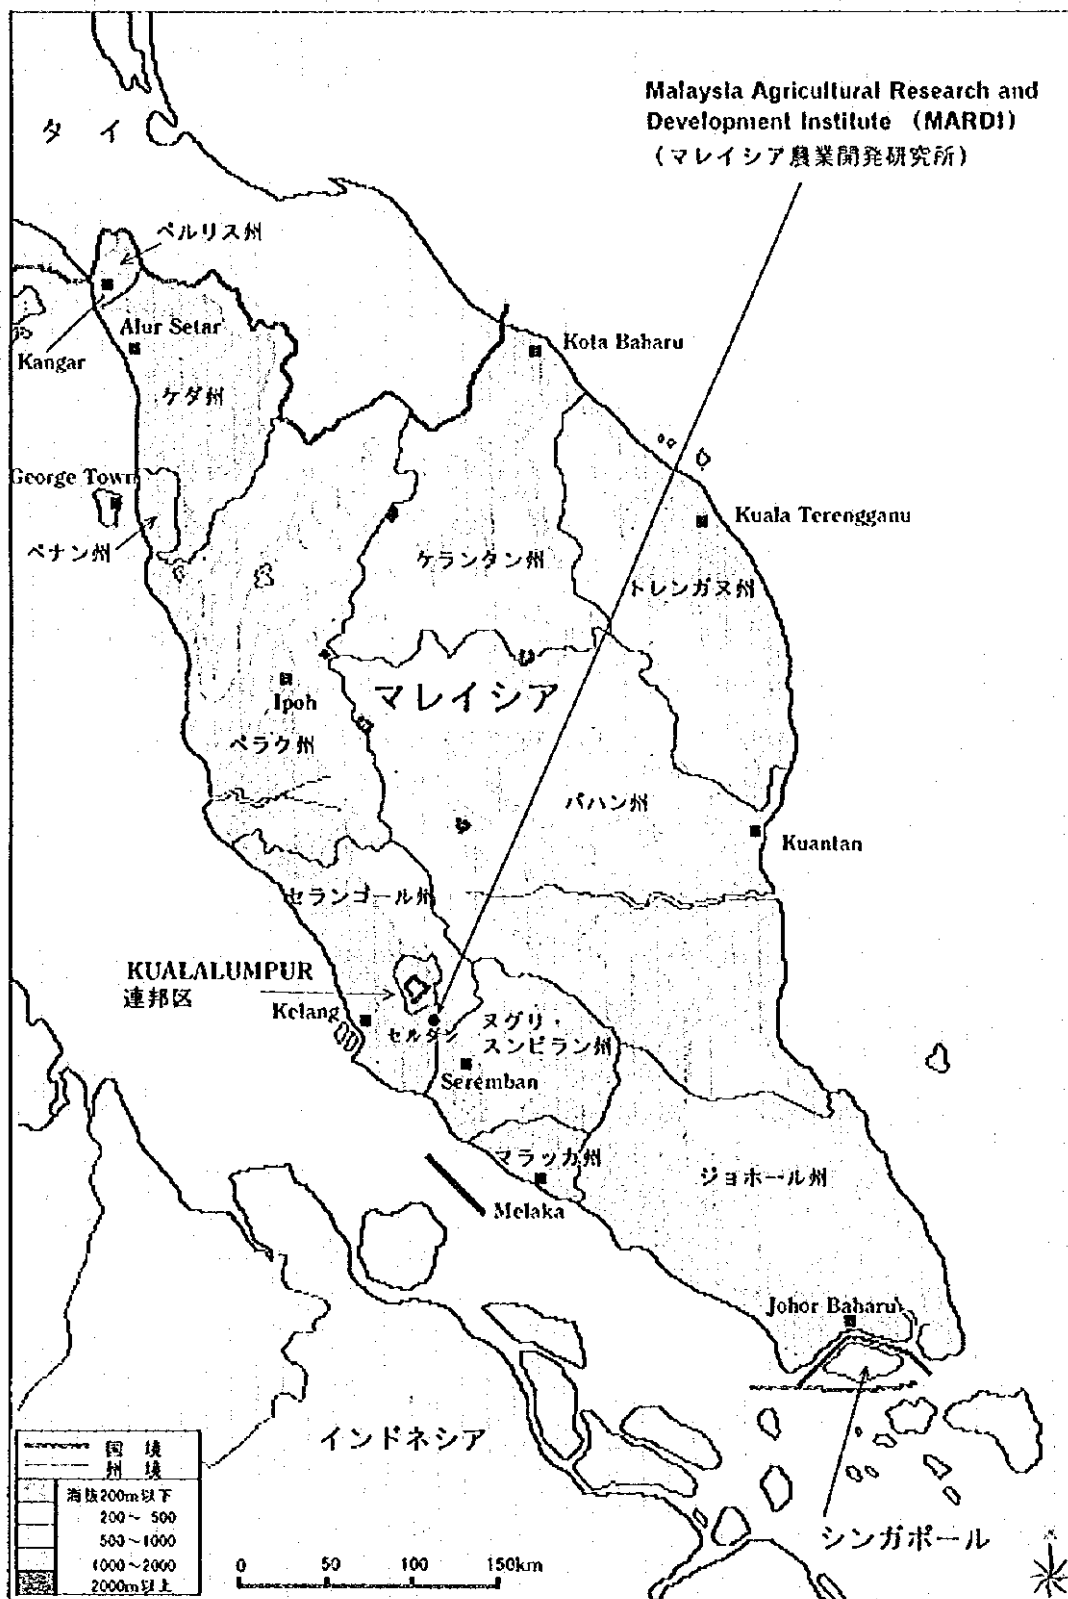 Malaysia Agricultural Research and
Development Institute (MARDI)
(マレイシア農業開発研究所)
タイ
ペルリス州
Alur Setar
Kangar
Kota Baharu
ケダ州
George Town
Kuala Terengganu
ペナン州
ケランタン州
トレンガヌ州
マレイシア
Ipoh
ペラク州
パハン州
Kuantan
セランゴール州
KUALALUMPUR
連邦区
Kelang
セルダン
ヌグリ・
スンビラン州
Seremban
マラッカ州
ジョホール州
Melaka
Johor Baharu
インドネシア
シンガポール
国境
州境
海抜200m以下
200~500
500~1000
1000~2000
2000m以上
0 50 100 150km